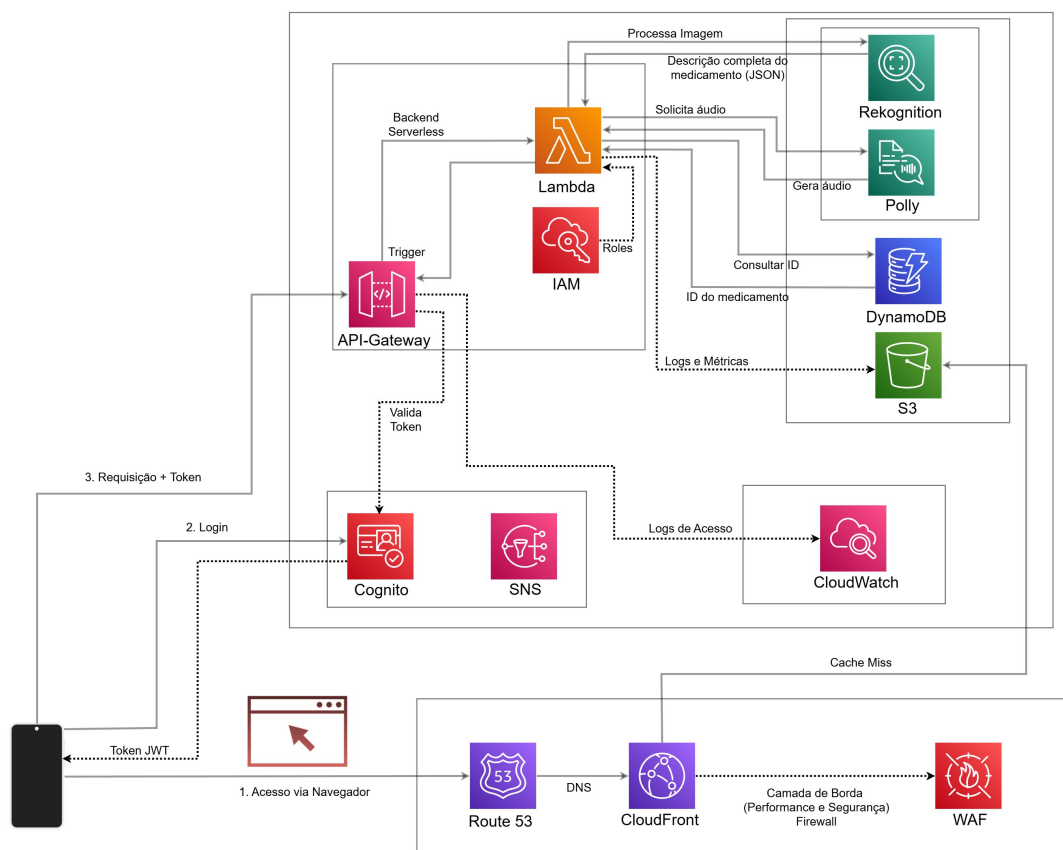 Processa Imagem
Descrição completa do
medicamento (JSON)
Rekognition
Backend
Serverless
Solicita áudio
Lambda
Gera áudio
Polly
Roles
Trigger
IAM
Consultar ID
ID do medicamento
DynamoDB
API-Gateway
Logs e Métricas
S3
Valida
Token
3. Requisição + Token
2. Login
Logs de Acesso
Cognito
SNS
CloudWatch
Cache Miss
Token JWT
1. Acesso via Navegador
53
DNS
Route 53
CloudFront
Camada de Borda
(Performance e Segurança)
Firewall
WAF